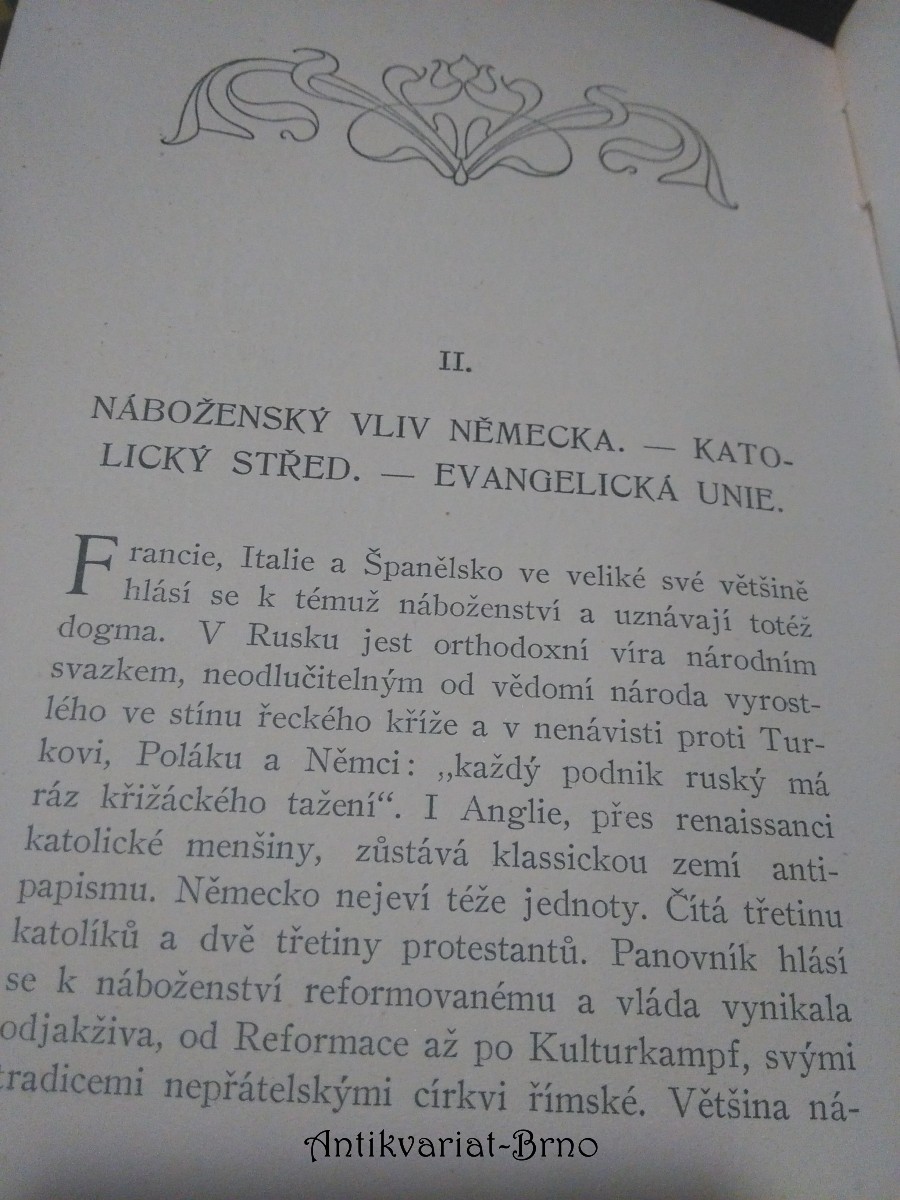 II.
NÁBOŽENSKÝ VLIV NĚMECKA. — KATO-
LICKÝ STŘED. — EVANGELICKÁ UNIE.
Francie, Italie a Španělsko ve veliké své většině
hlásí se k témuž náboženství a uznávají totéž
dogma. V Rusku jest orthodoxní víra národním
svazkem, neodlučitelným od vědomí národa vyrost-
lého ve stínu řeckého kříže a v nenávisti proti Tur-
kovi, Poláku a Němci: „každý podnik ruský má
ráz křižáckého tažení“. I Anglie, přes renaissanci
katolické menšiny, zůstává klassickou zemí anti-
papismu. Německo nejeví téže jednoty. Čítá třetinu
katolíků a dvě třetiny protestantů. Panovník hlásí
se k náboženství reformovanému a vláda vynikala
odjakživa, od Reformace až po Kulturkampf, svými
tradicemi nepřátelskými církvi římské. Většina ná-
Antikvariat-Brno